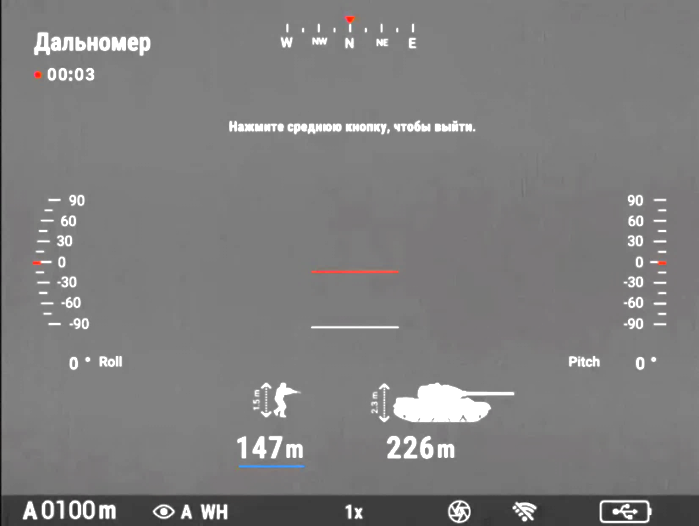 Дальномер
00:03
W NW N NE E
Нажмите среднюю кнопку, чтобы выйти.
90 90
60 60
30 30
0 0
-30 -30
-60 -60
-90 -90
0 ° Roll
Pitch 0 °
1.5 m
2.3 m
147m
226m
A0100m A WH 1x